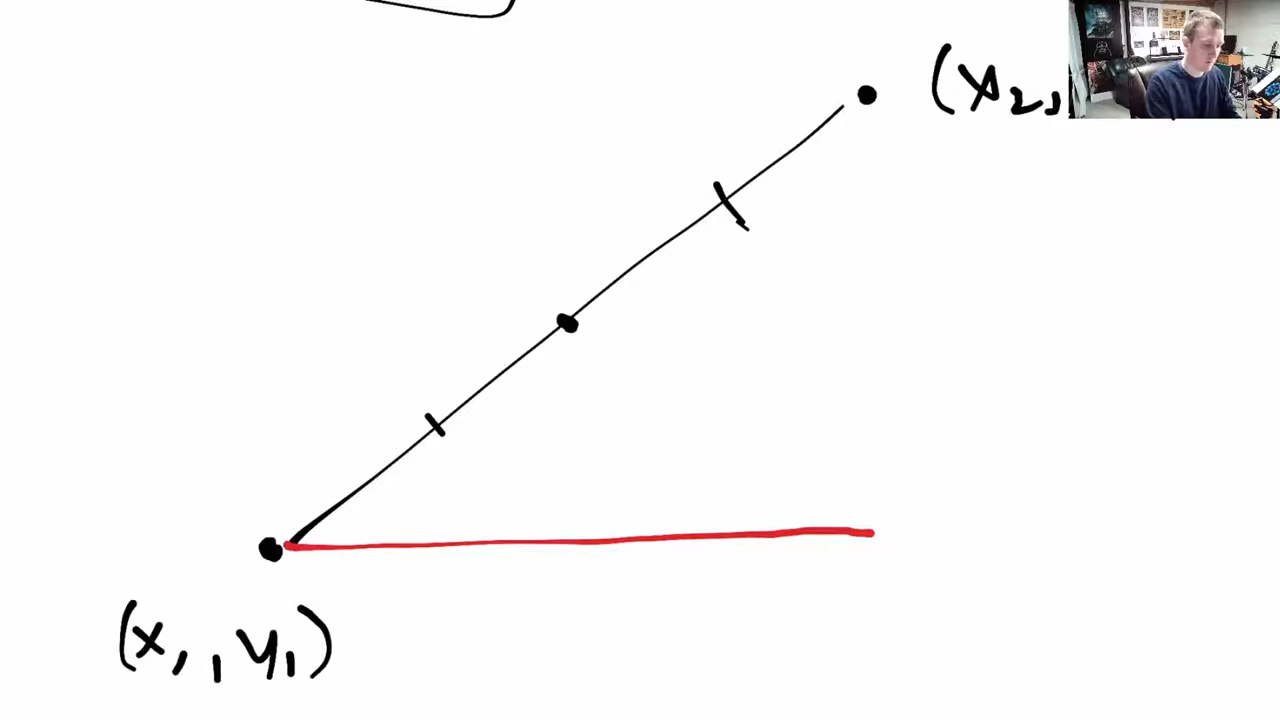 (x₂,
(x₁, y₁)